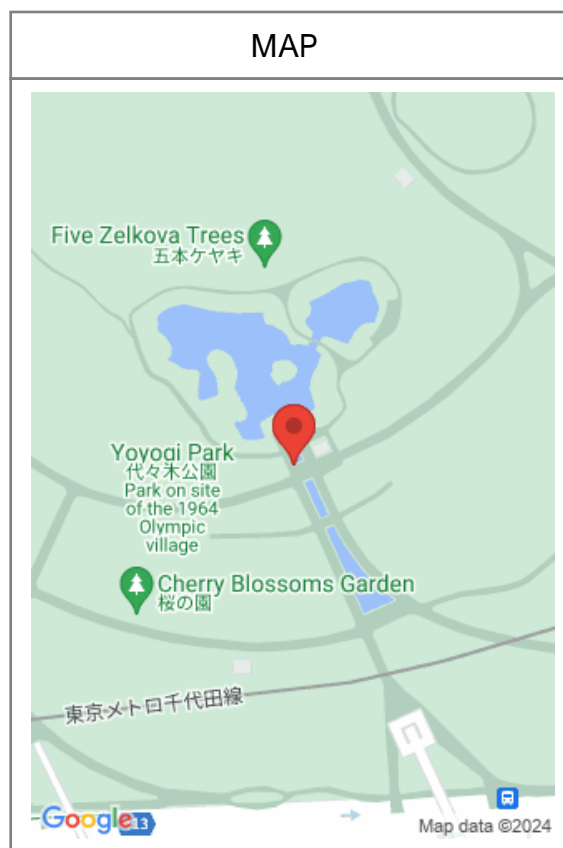 MAP
Five Zelkova Trees
五本ケヤキ
Yoyogi Park
代々木公園
Park on site
of the 1964
Olympic
village
Cherry Blossoms Garden
桜の園
東京メトロ千代田線
Google
413
Map data ©2024